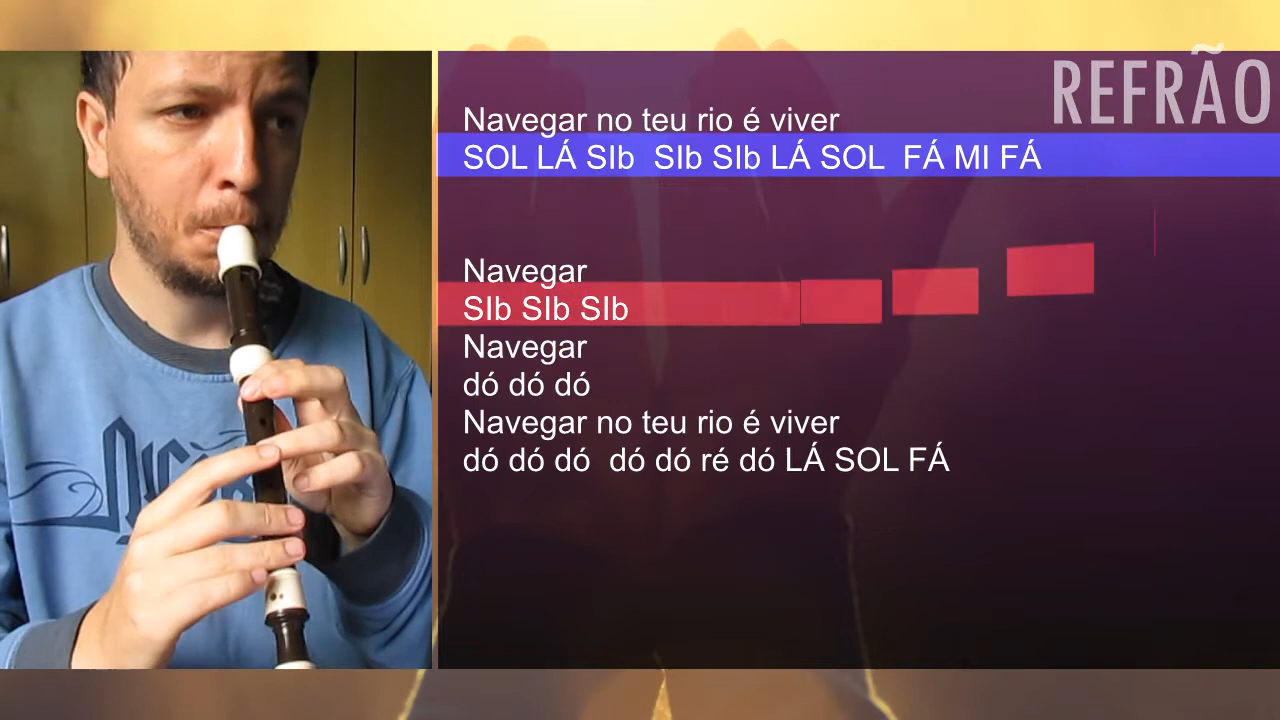 REFRÃO
Navegar no teu rio é viver
SOL LÁ SIb SIb SIb LÁ SOL FÁ MI FÁ
Navegar
SIb SIb SIb
Navegar
dó dó dó
Navegar no teu rio é viver
dó dó dó dó dó ré dó LÁ SOL FÁ